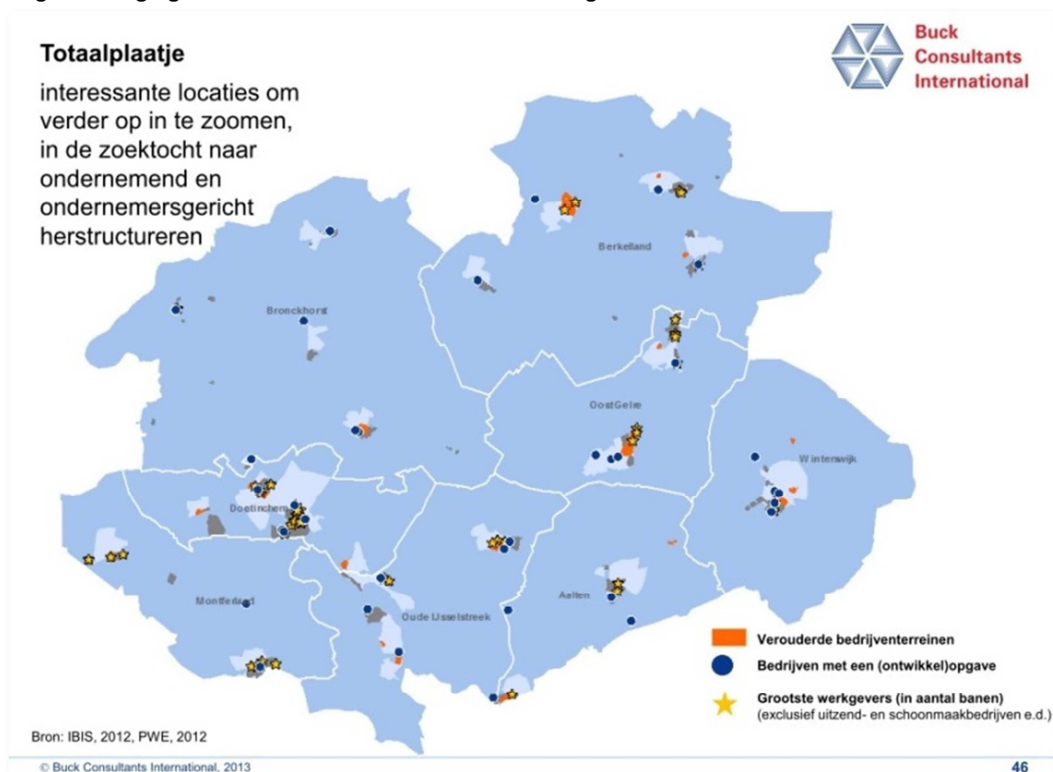 Totaalplaatje
interessante locaties om
verder op in te zoomen,
in de zoektocht naar
ondernemend en
ondernemersgericht
herstructureren
Buck
Consultants
International
Berkelland
Bronckhorst
Oost Gelre
Winterswijk
Doetinchem
Montferland
Oude IJsselstreek
Aalten
Verouderde bedrijventerreinen
Bedrijven met een (ontwikkel)opgave
Grootste werkgevers (in aantal banen)
(exclusief uitzend- en schoonmaakbedrijven e.d.)
Bron: IBIS, 2012, PWE, 2012
© Buck Consultants International, 2013
46